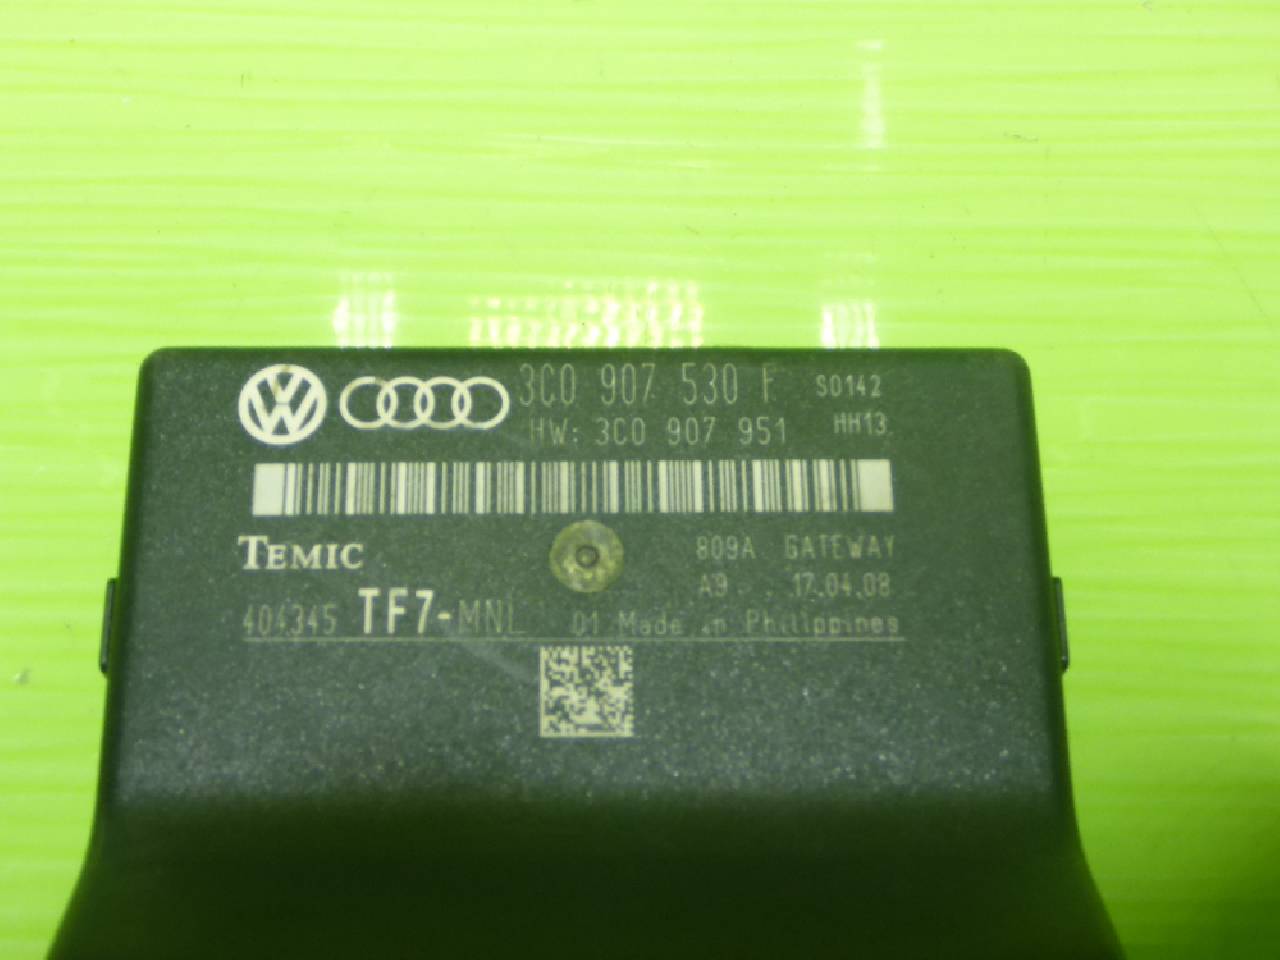 3C0 907 530 F S0142
HW: 3C0 907 951 HH13
TEMIC 809A GATEWAY
A9 17.04.08
404345 TF7-MNL 01 Made in Philippines